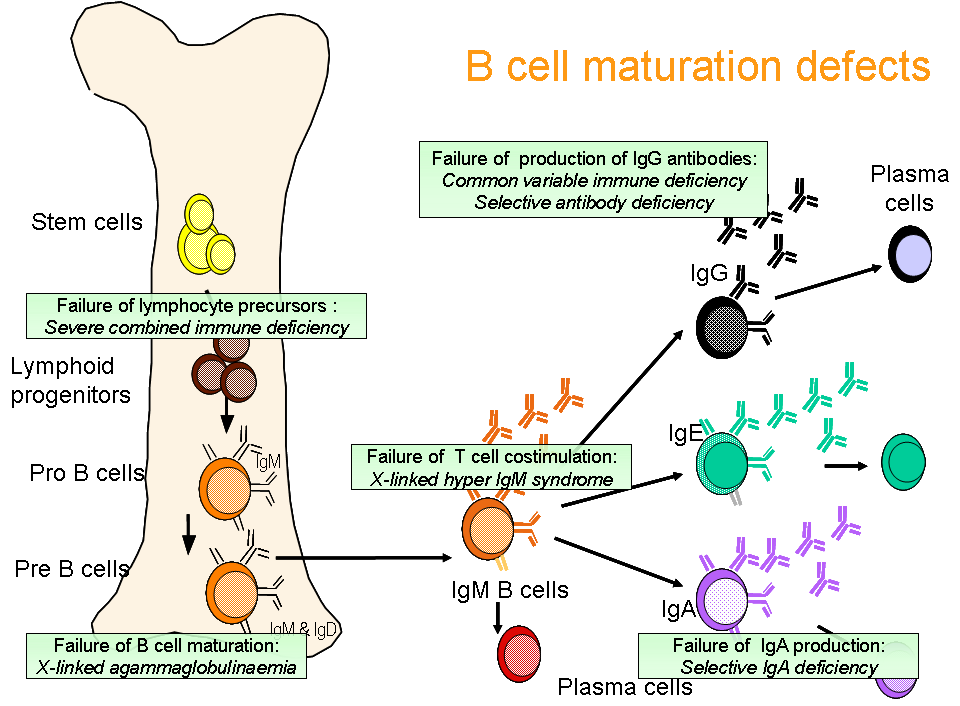 B cell maturation defects
Failure of  production of IgG antibodies:
Common variable immune deficiency
Selective antibody deficiency
Plasma
cells
Stem cells
IgG
Failure of lymphocyte precursors :
Severe combined immune deficiency
Lymphoid
progenitors
IgE
Failure of  T cell costimulation:
X-linked hyper IgM syndrome
IgM
Pro B cells
Pre B cells
IgM B cells
IgA
IgM & IgD
Failure of B cell maturation:
X-linked agammaglobulinaemia
Failure of  IgA production:
Selective IgA deficiency
Plasma cells